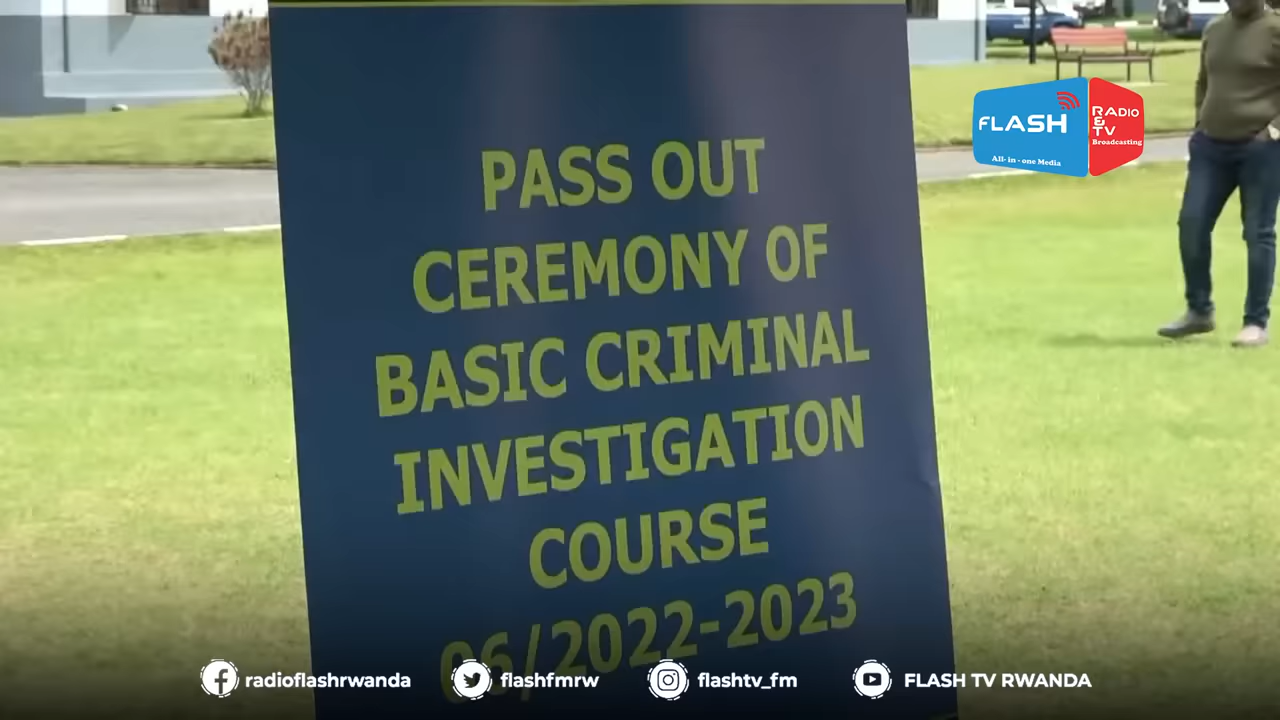 PASS OUT
CEREMONY OF
BASIC CRIMINAL
INVESTIGATION
COURSE
06/2022-2023
FLASH
All- in - one Media
RADIO
&
TV
Broadcasting
radioflashrwanda
flashfmrw
flashtv_fm
FLASH TV RWANDA